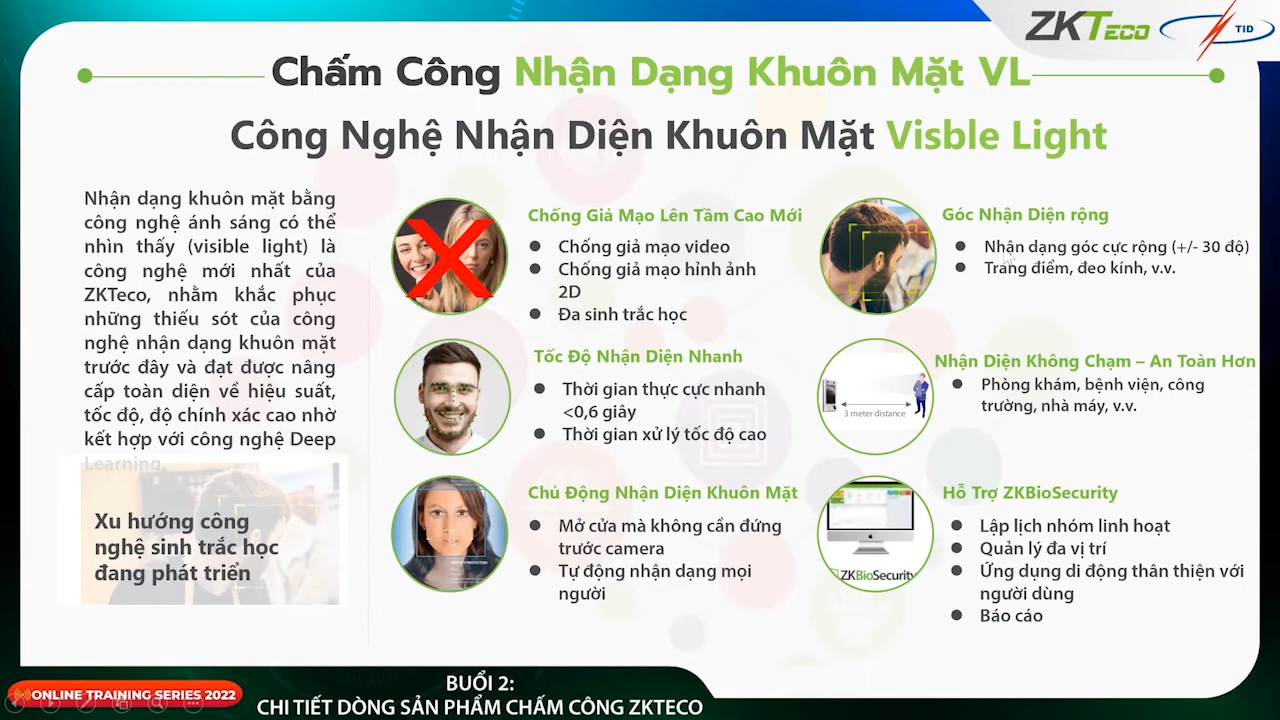 ZKTECO
TID
Chấm Công Nhận Dạng Khuôn Mặt VL
Công Nghệ Nhận Diện Khuôn Mặt Visble Light
Nhận dạng khuôn mặt bằng
công nghệ ánh sáng có thể
nhìn thấy (visible light) là
công nghệ mới nhất của
ZKTeco, nhằm khắc phục
những thiếu sót của công
nghệ nhận dạng khuôn mặt
trước đây và đạt được nâng
cấp toàn diện về hiệu suất,
tốc độ, độ chính xác cao nhờ
kết hợp với công nghệ Deep
Learning.
Xu hướng công
nghệ sinh trắc học
đang phát triển
Chống Giả Mạo Lên Tầm Cao Mới
Chống giả mạo video
Chống giả mạo hình ảnh
2D
Đa sinh trắc học
Tốc Độ Nhận Diện Nhanh
Thời gian thực cực nhanh
<0,6 giây
Thời gian xử lý tốc độ cao
Chủ Động Nhận Diện Khuôn Mặt
Mở cửa mà không cần đứng
trước camera
Tự động nhận dạng mọi
người
Góc Nhận Diện rộng
Nhận dạng góc cực rộng (+/- 30 độ)
Trang điểm, đeo kính, v.v.
Nhận Diện Không Chạm – An Toàn Hơn
Phòng khám, bệnh viện, công
trường, nhà máy, v.v.
3 meter distance
Hỗ Trợ ZKBioSecurity
Lập lịch nhóm linh hoạt
Quản lý đa vị trí
Ứng dụng di động thân thiện với
người dùng
Báo cáo
ZKBioSecurity
ONLINE TRAINING SERIES 2022
BUỔI 2:
CHI TIẾT DÒNG SẢN PHẨM CHẤM CÔNG ZKTECO